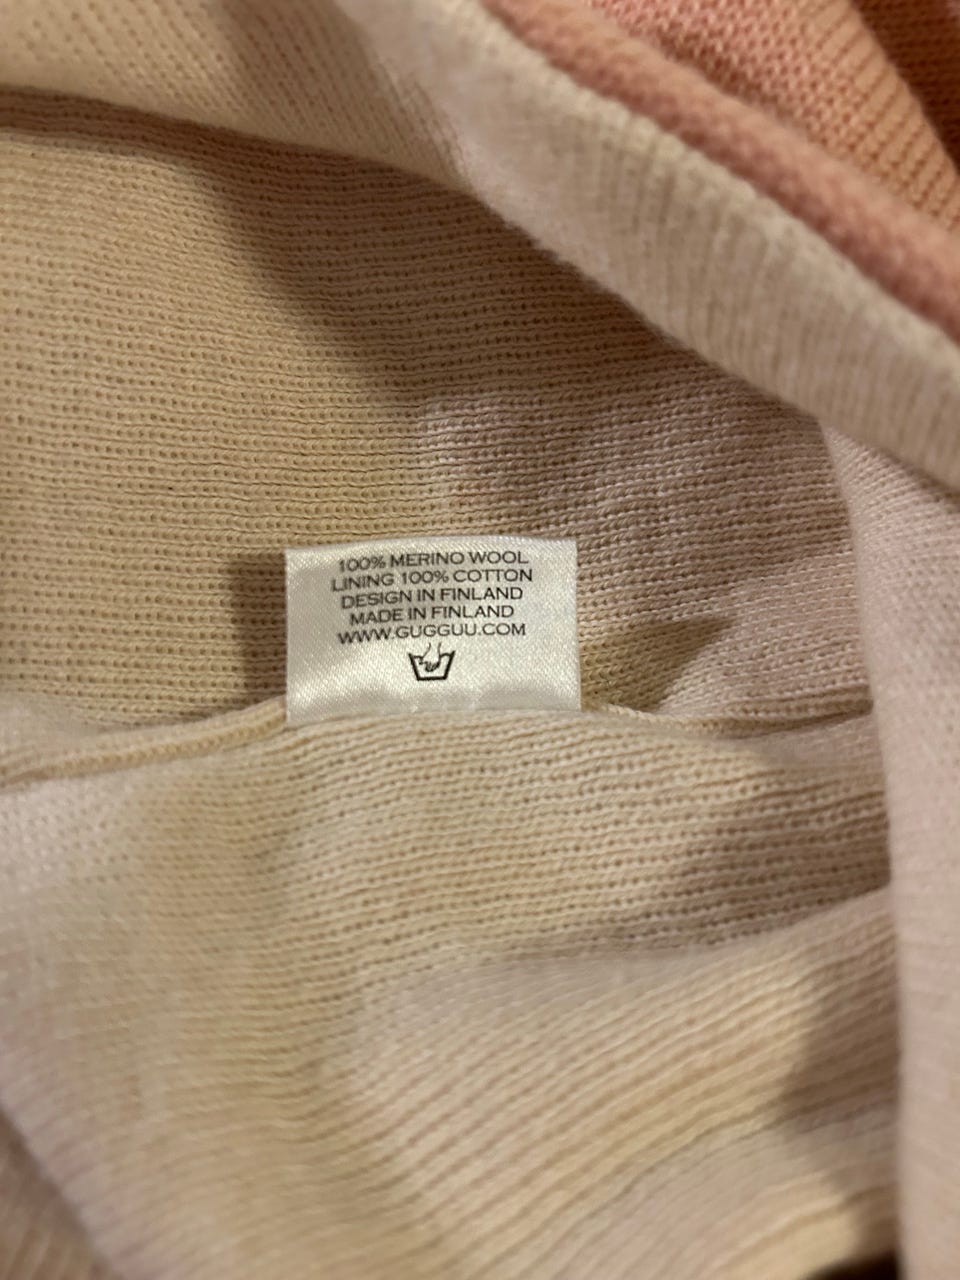 100% MERINO WOOL
LINING 100% COTTON
DESIGN IN FINLAND
MADE IN FINLAND
WWW.GUGGUU.COM